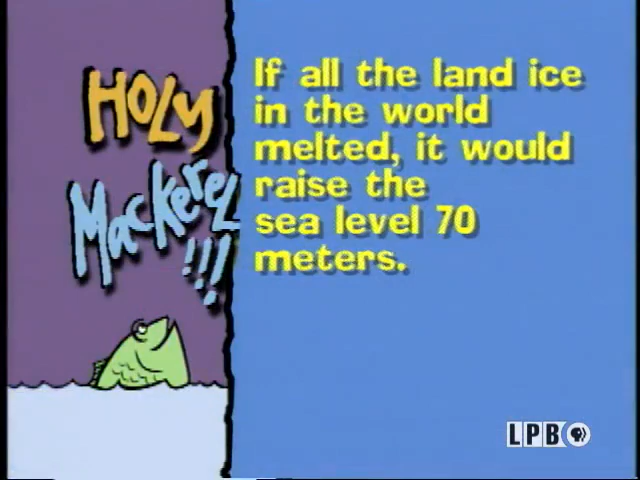 HOLY
MacKereL
!!!
If all the land ice
in the world
melted, it would
raise the
sea level 70
meters.
LPB